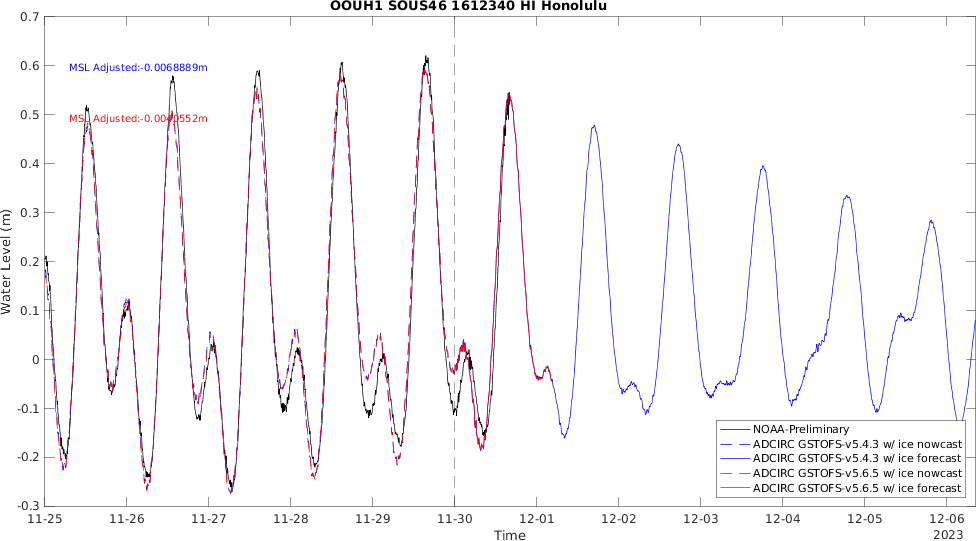 OOUH1 SOUS46 1612340 HI Honolulu
0.7
0.6
0.5
0.4
0.3
0.2
0.1
0
-0.1
-0.2
-0.3
Water Level (m)
MSL Adjusted:-0.0068889m
MSL Adjusted:-0.0040552m
NOAA-Preliminary
ADCIRC GSTOFS-v5.4.3 w/ ice nowcast
ADCIRC GSTOFS-v5.4.3 w/ ice forecast
ADCIRC GSTOFS-v5.6.5 w/ ice nowcast
ADCIRC GSTOFS-v5.6.5 w/ ice forecast
11-25 11-26 11-27 11-28 11-29 11-30 12-01 12-02 12-03 12-04 12-05 12-06
2023
Time